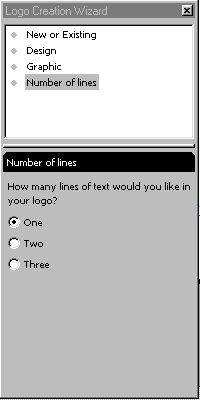 Logo Creation Wizard
New or Existing
Design
Graphic
Number of lines
Number of lines
How many lines of text would you like in
your logo?
One
Two
Three